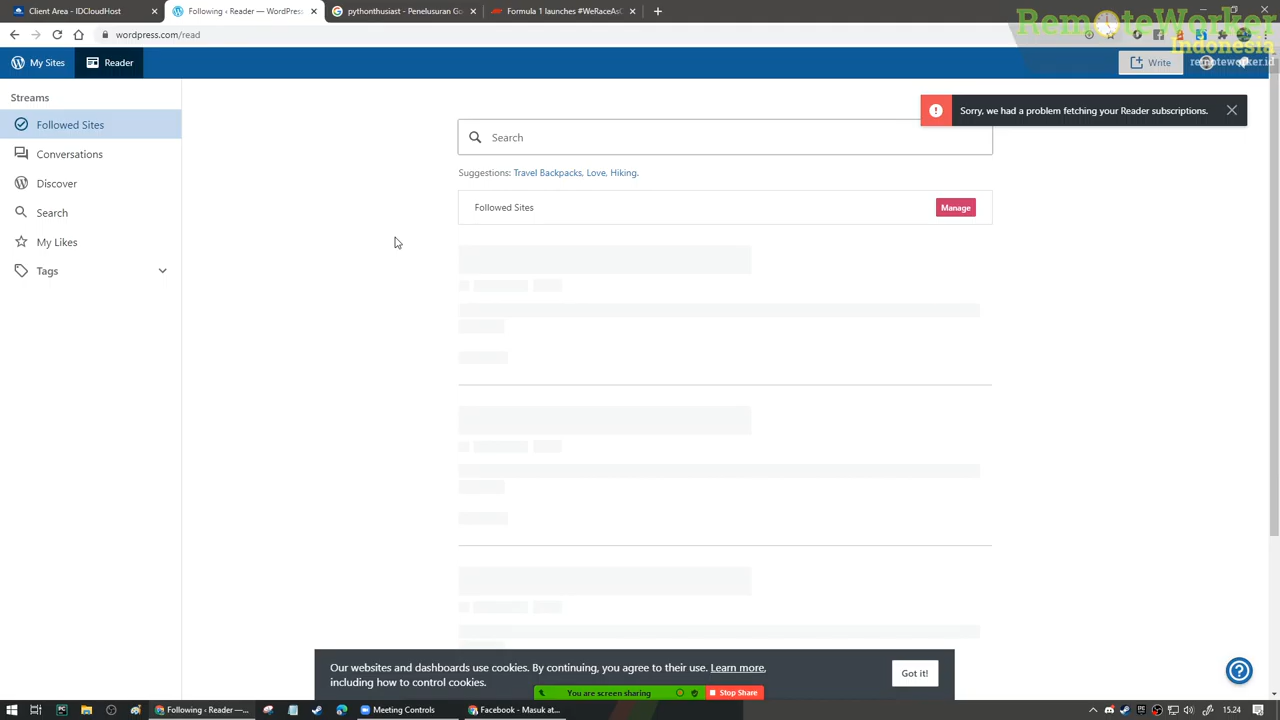 Client Area - IDCloudHost
Following ‹ Reader — WordPress
pythonthusiast - Penelusuran Go
Formula 1 launches #WeRaceAsO
wordpress.com/read
RemoteWorker
Indonesia
remoteworker.id
My Sites
Reader
Write
Streams
Followed Sites
Conversations
Discover
Search
My Likes
Tags
Sorry, we had a problem fetching your Reader subscriptions.
Search
Suggestions: Travel Backpacks, Love, Hiking.
Followed Sites
Manage
Our websites and dashboards use cookies. By continuing, you agree to their use. Learn more,
including how to control cookies.
Got it!
You are screen sharing
Stop Share
Following ‹ Reader —...
Meeting Controls
Facebook - Masuk at...
15.24